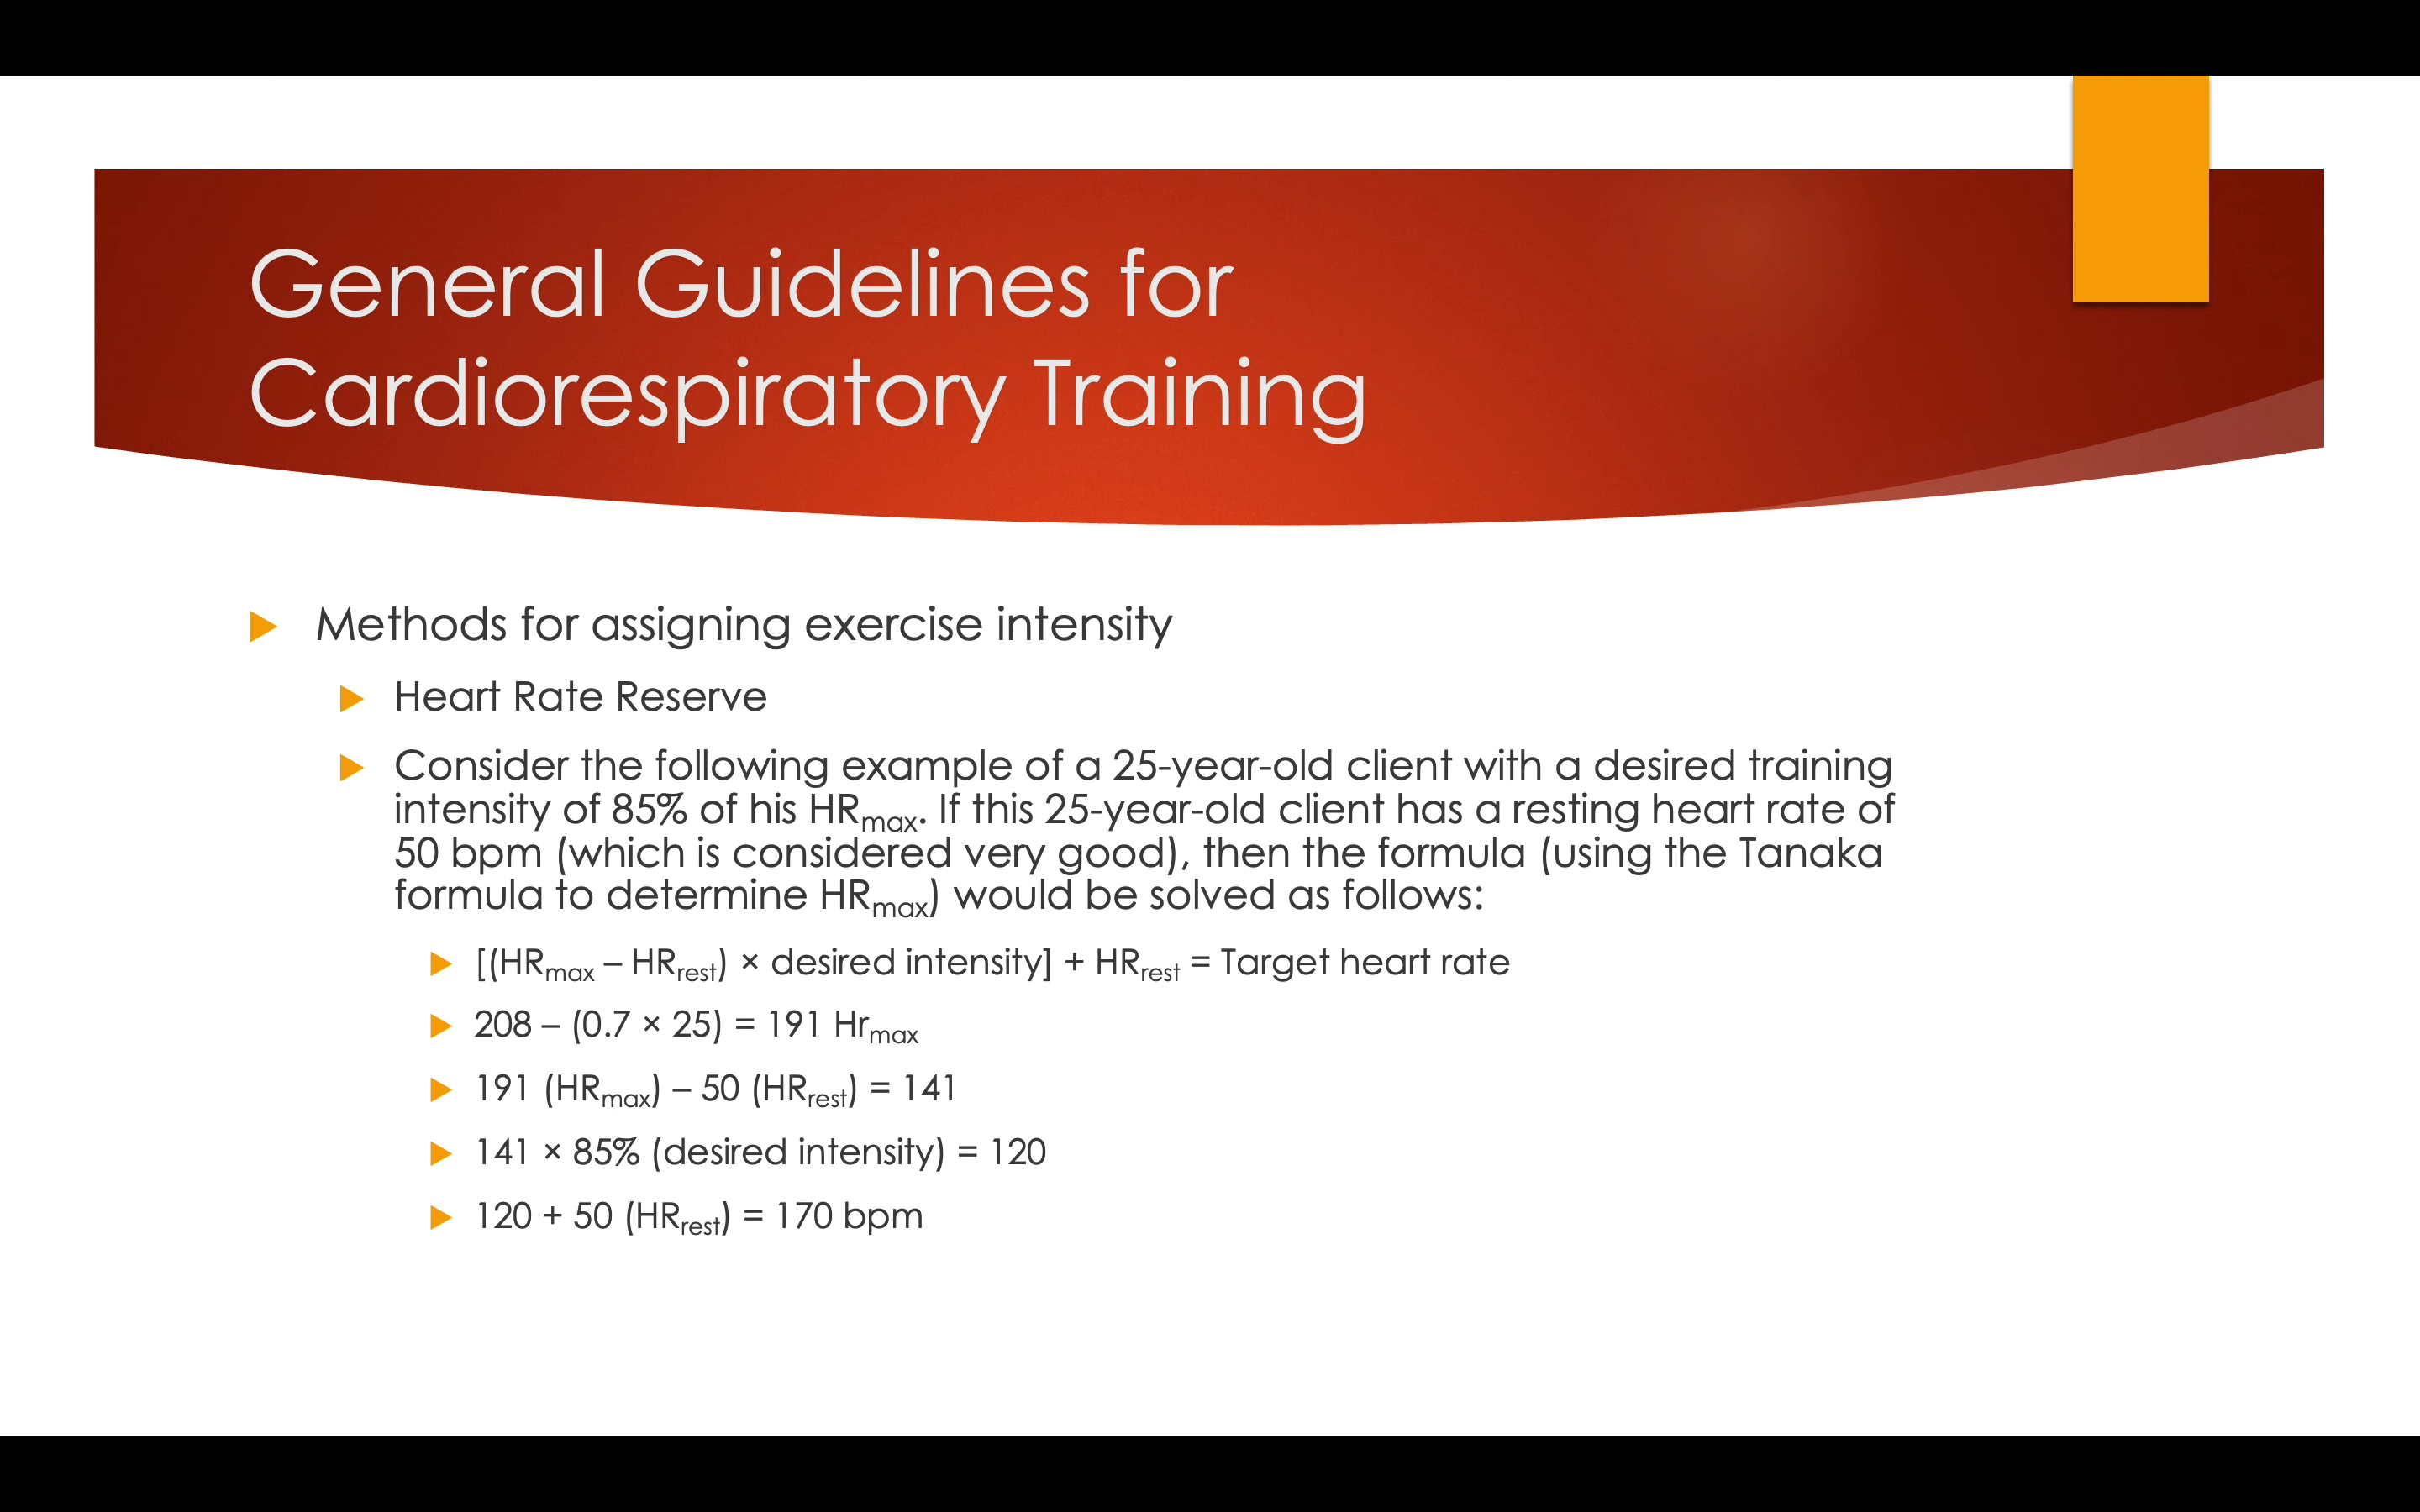 General Guidelines for
Cardiorespiratory Training
Methods for assigning exercise intensity
Heart Rate Reserve
Consider the following example of a 25-year-old client with a desired training
intensity of 85% of his HRmax. If this 25-year-old client has a resting heart rate of
50 bpm (which is considered very good), then the formula (using the Tanaka
formula to determine HRmax) would be solved as follows:
[(HRmax – HRrest) × desired intensity] + HRrest = Target heart rate
208 – (0.7 × 25) = 191 Hrmax
191 (HRmax) – 50 (HRrest) = 141
141 × 85% (desired intensity) = 120
120 + 50 (HRrest) = 170 bpm